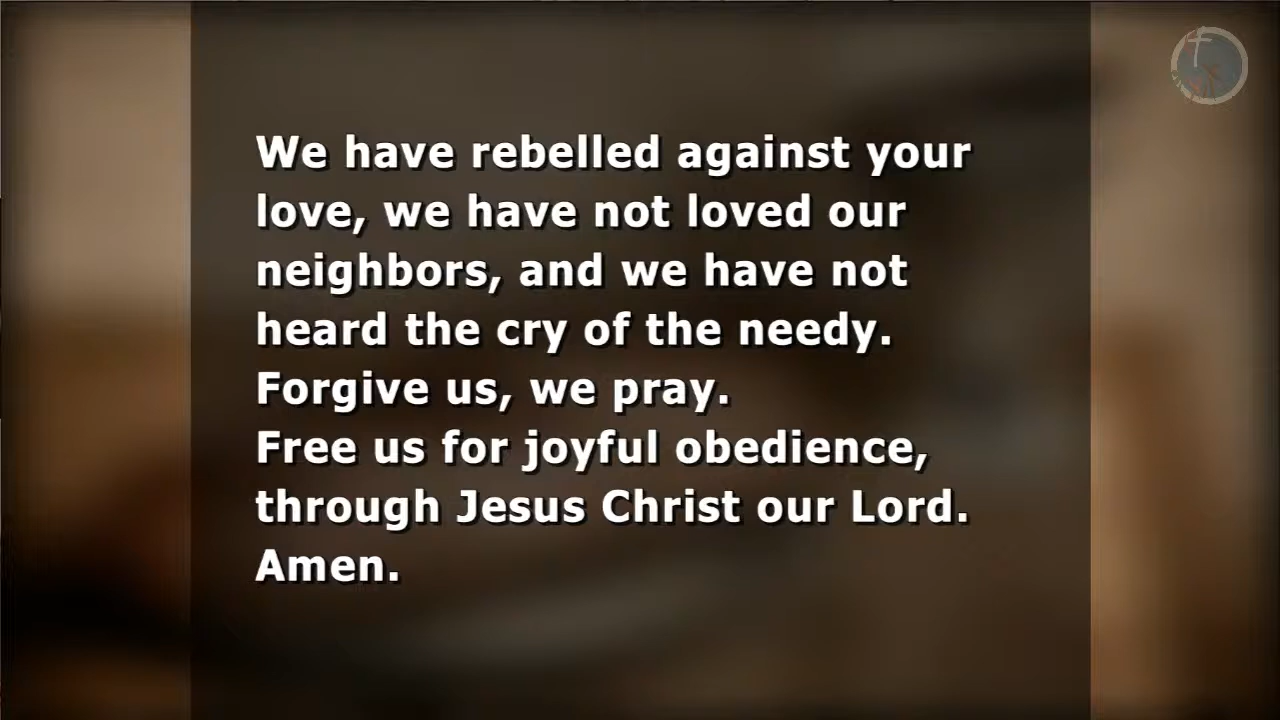 We have rebelled against your
love, we have not loved our
neighbors, and we have not
heard the cry of the needy.
Forgive us, we pray.
Free us for joyful obedience,
through Jesus Christ our Lord.
Amen.